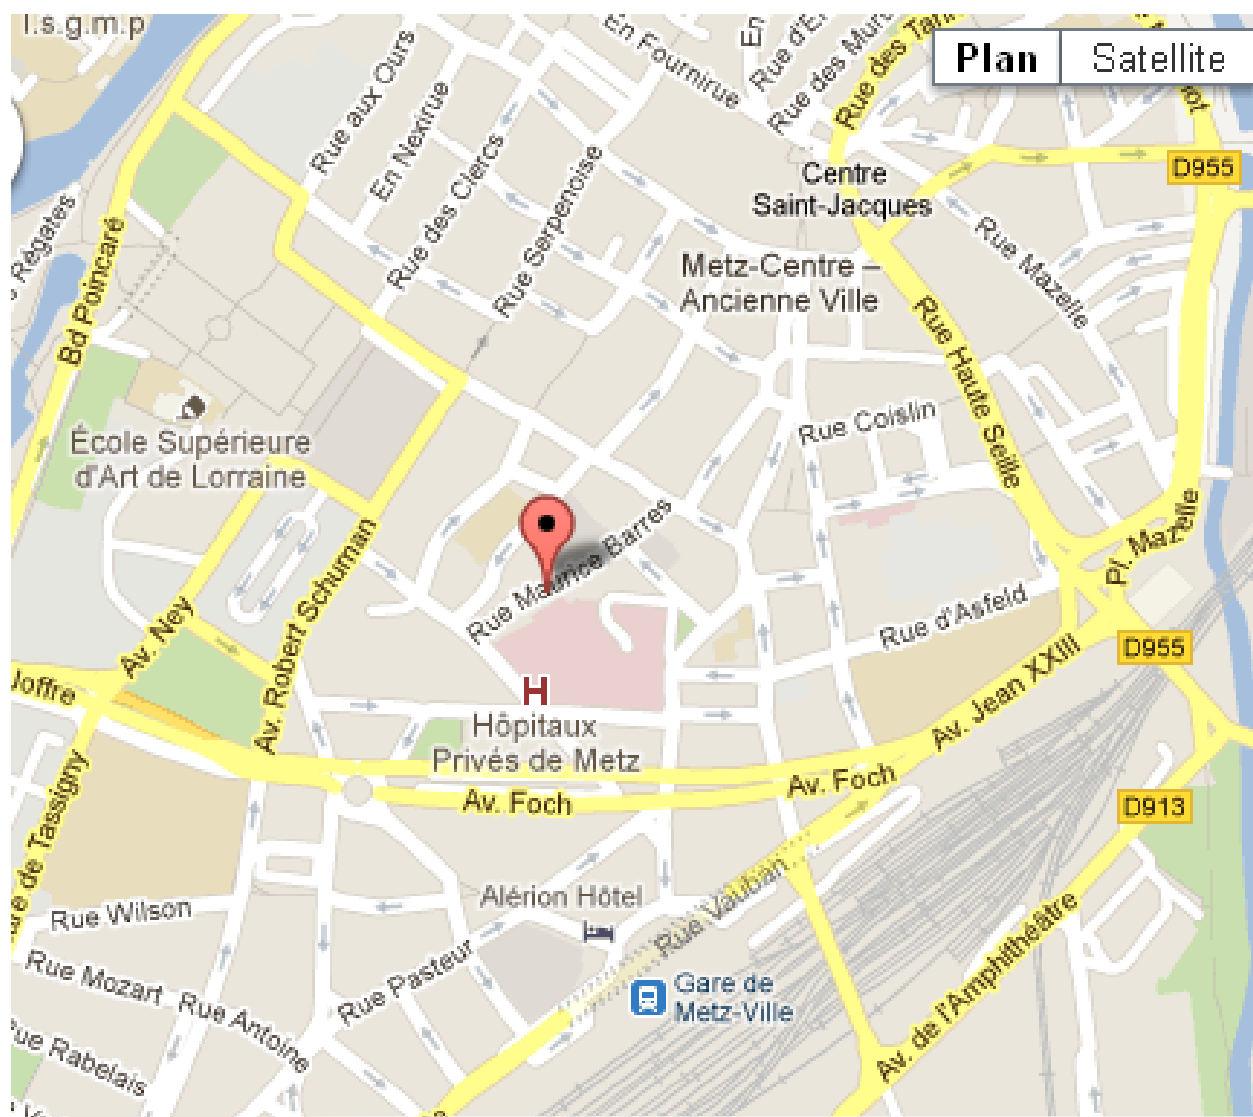 I.s.g.m.p
En Fournirue
En
Rue d'E
Rue des Mur
Rue des Tan
Plan
Satellite
Rue aux Ours
En Nexirue
Rue des Clercs
Rue Serpenoise
Centre
Saint-Jacques
D955
Régates
Bd Poincaré
Metz-Centre –
Ancienne Ville
Rue Mazelle
Rue Haute Seille
Rue Coislin
École Supérieure
d'Art de Lorraine
Rue Maurice Barres
Pl. Mazelle
Av. Ney
Av. Robert Schuman
Rue d'Asfeld
D955
Joffre
H
Hôpitaux
Privés de Metz
Av. Jean XXIII
Av. Foch
Av. Foch
D913
de Tassigny
Alérion Hôtel
Rue Wilson
Rue Vauban
Rue Pasteur
Rue Mozart
Rue Antoine
Gare de
Metz-Ville
Av. de l'Amphithéâtre
Rue Rabelais